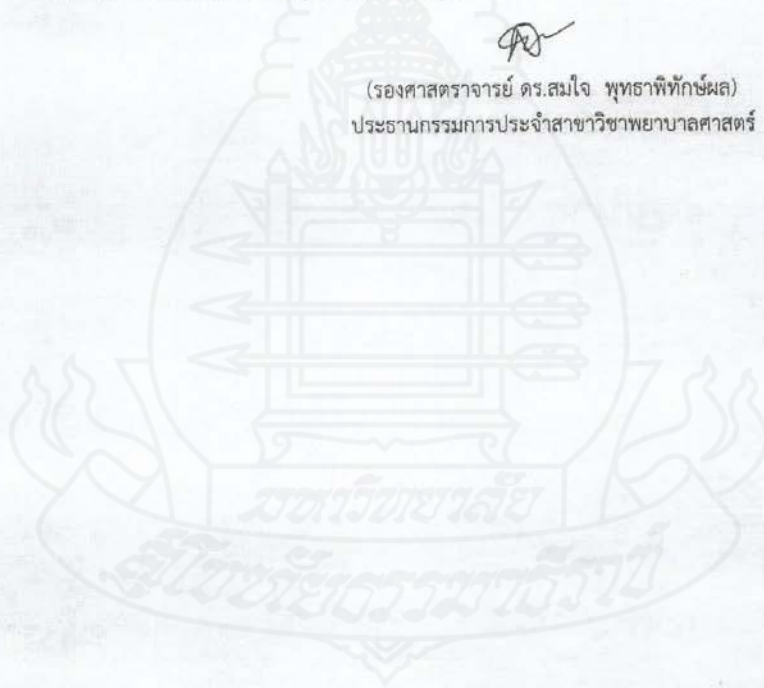 (รองศาสตราจารย์ ดร.สมใจ พุทธาพิทักษ์ผล)
ประธานกรรมการประจำสาขาวิชาพยาบาลศาสตร์
มหาวิทยาลัย
สุโขทัยธรรมาธิราช